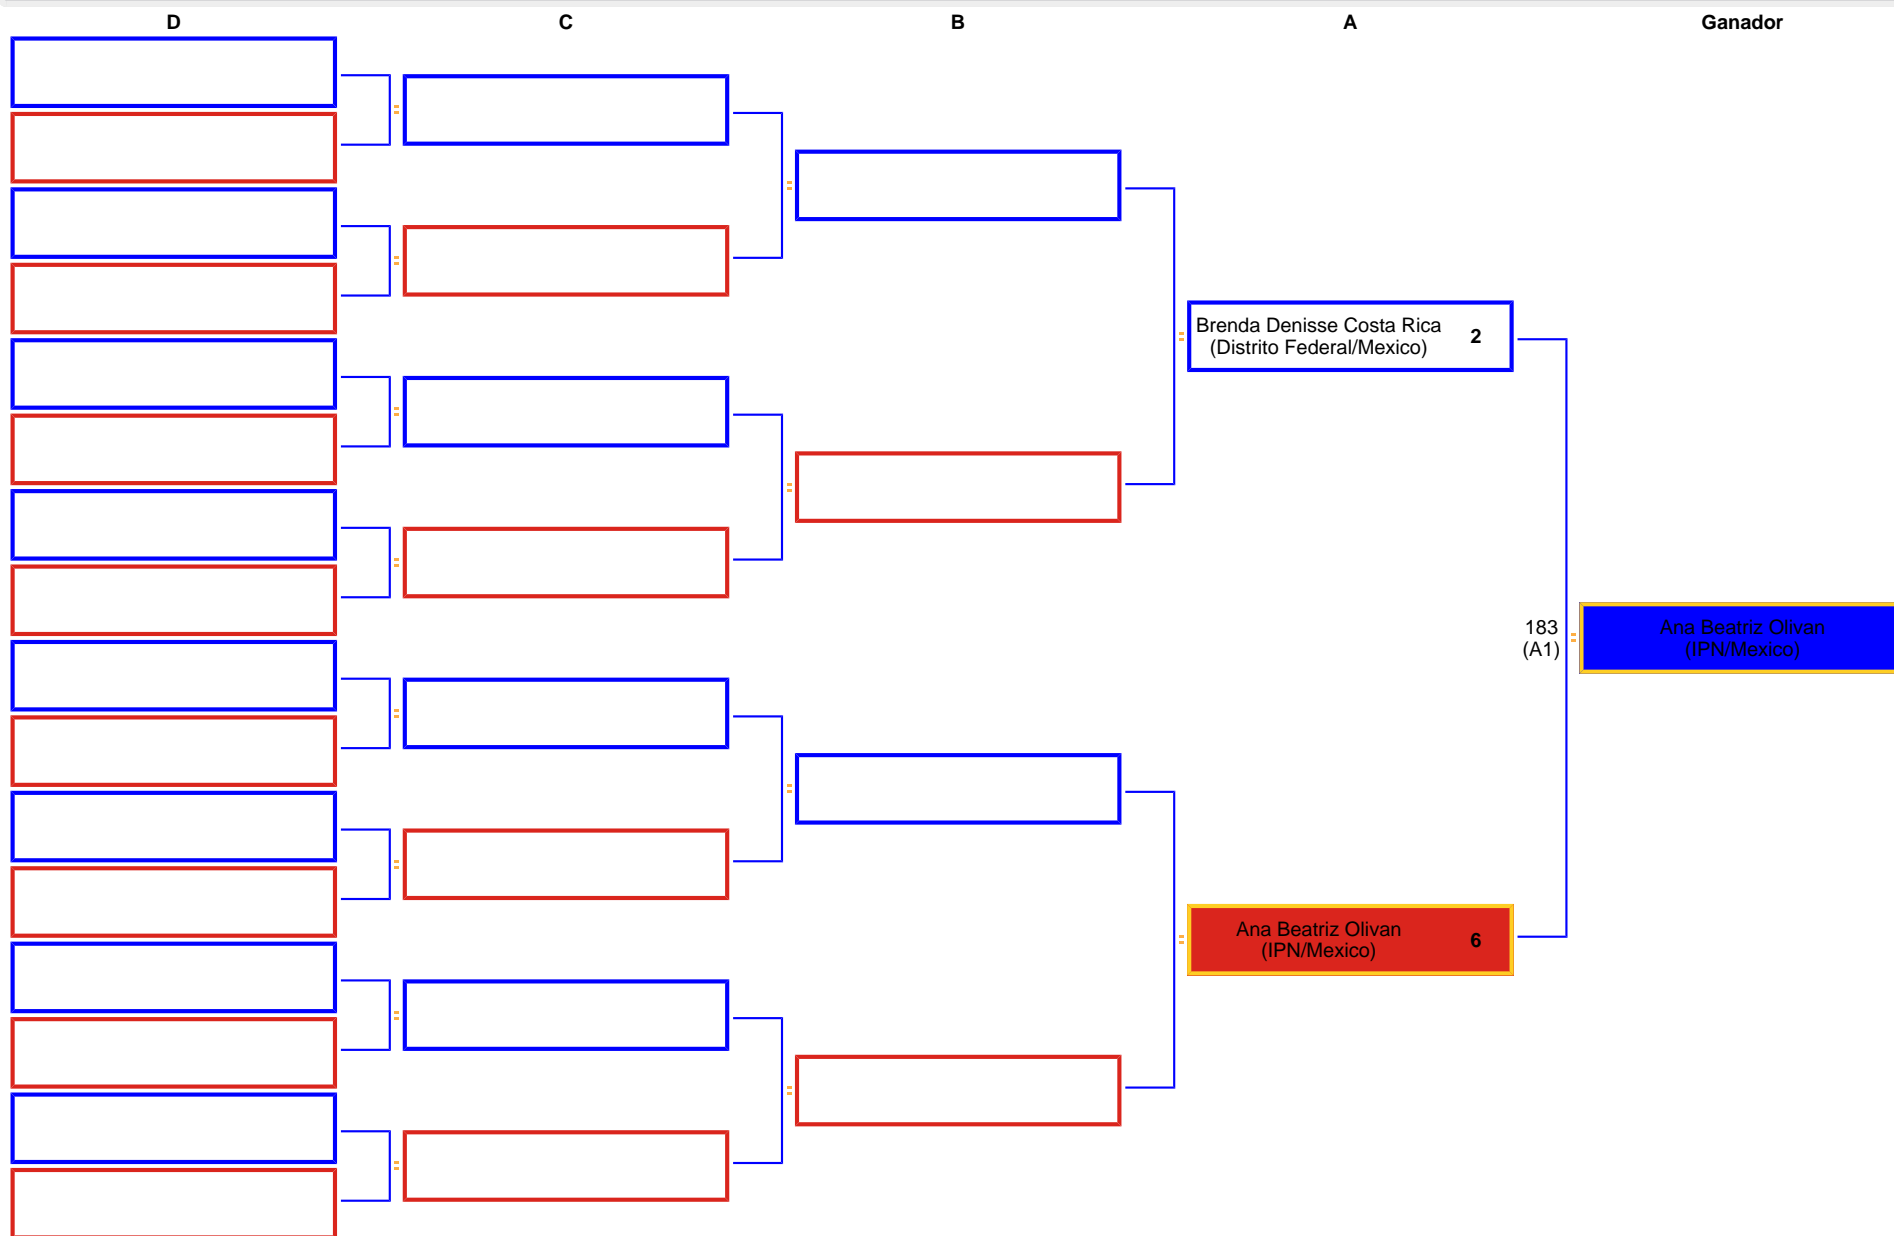 D
C
B
A
Ganador
Brenda Denisse Costa Rica
(Distrito Federal/Mexico)
2
183
(A1)
Ana Beatriz Olivan
(IPN/Mexico)
Ana Beatriz Olivan
(IPN/Mexico)
6